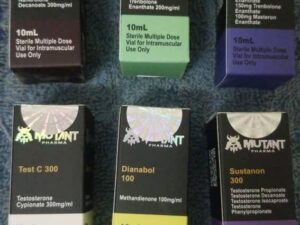 Decanoate 300mg/ml
10mL
Sterile Multiple Dose
Vial for Intramuscular
Use Only
Trenbolone
Enanthate 300mg/ml
10mL
Sterile Multiple Dose
Vial for Intramuscular
Use Only
150mg Trenbolone
Enanthate
150mg Masteron
Enanthate
10mL
Sterile Multiple Dose
Vial for Intramuscular
Use Only
MUTANT
PHARMA
Test C 300
Testosterone
Cypionate 300mg/ml
MUTANT
PHARMA
Dianabol
100
Methandienone 100mg/ml
MUTANT
PHARMA
Sustanon
300
Testosterone Propionate
Testosterone Decanoate
Testosterone Isocaproate
Testosterone
Phenylpropionate